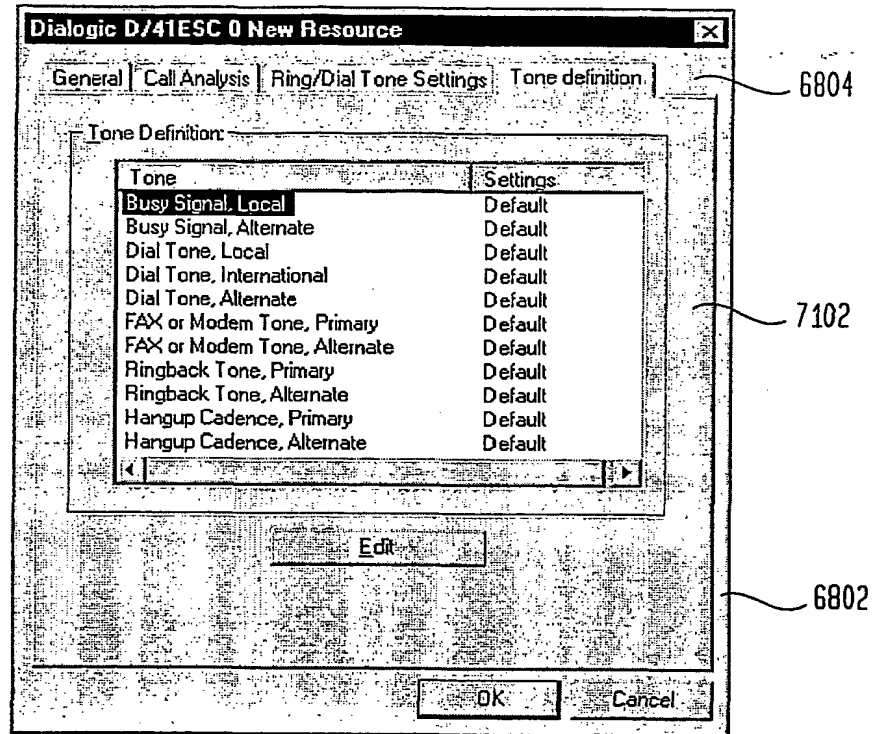 Dialogic D/41ESC 0 New Resource
General Call Analysis Ring/Dial Tone Settings Tone definition
6804
Tone Definition:
Tone Settings
Busy Signal, Local Default
Busy Signal, Alternate Default
Dial Tone, Local Default
Dial Tone, International Default
Dial Tone, Alternate Default
FAX or Modem Tone, Primary Default
7102
FAX or Modem Tone, Alternate Default
Ringback Tone, Primary Default
Ringback Tone, Alternate Default
Hangup Cadence, Primary Default
Hangup Cadence, Alternate Default
Edit
6802
OK Cancel